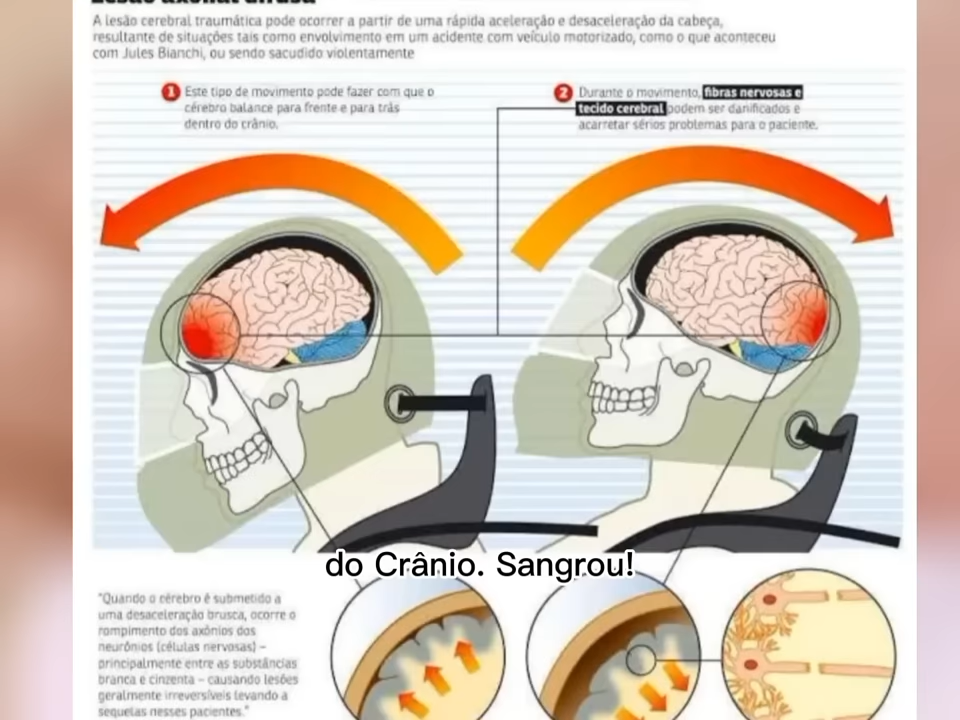 Lesão axonal difusa
A lesão cerebral traumática pode ocorrer a partir de uma rápida aceleração e desaceleração da cabeça,
resultante de situações tais como envolvimento em um acidente com veículo motorizado, como o que aconteceu
com Jules Bianchi, ou sendo sacudido violentamente
1 Este tipo de movimento pode fazer com que o
cérebro balance para frente e para trás
dentro do crânio.
2 Durante o movimento, fibras nervosas e
tecido cerebral podem ser danificados e
acarretar sérios problemas para o paciente.
do Crânio. Sangrou!
"Quando o cérebro é submetido a
uma desaceleração brusca, ocorre o
rompimento dos axônios dos
neurônios (células nervosas) –
principalmente entre as substâncias
branca e cinzenta – causando lesões
geralmente irreversíveis levando a
sequelas nesses pacientes."